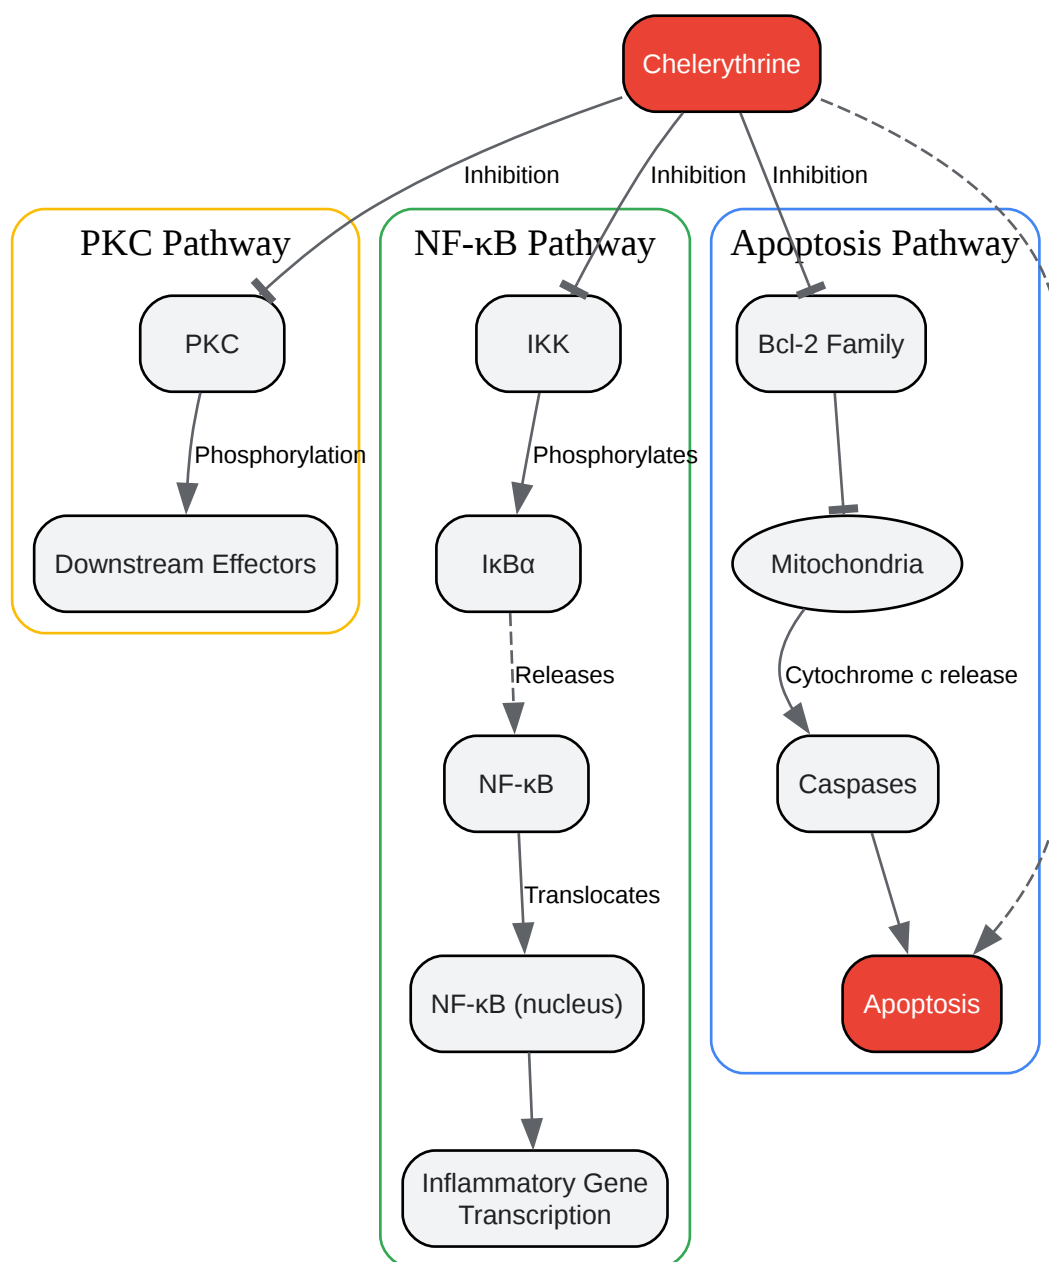 Chelerythrine
Inhibition
Inhibition
Inhibition
PKC Pathway
NF-κB Pathway
Apoptosis Pathway
PKC
IKK
Bcl-2 Family
Phosphorylation
Phosphorylates
Downstream Effectors
IκBα
Mitochondria
Releases
Cytochrome c release
NF-κB
Caspases
Translocates
NF-κB (nucleus)
Apoptosis
Inflammatory Gene
Transcription